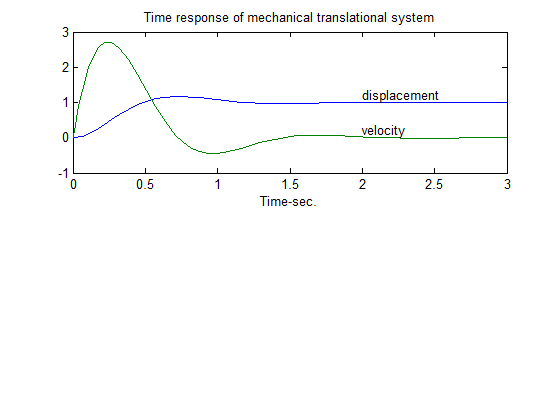 Time response of mechanical translational system
3
2
displacement
1
velocity
0
-1
0 0.5 1 1.5 2 2.5 3
Time-sec.